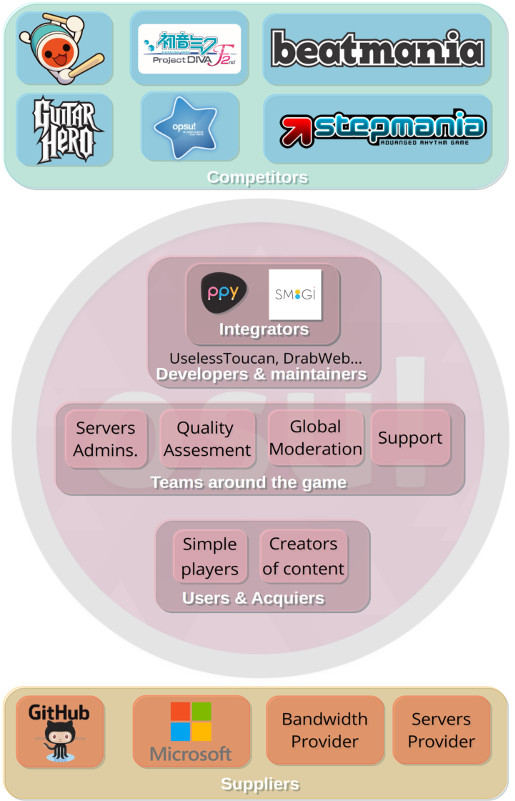 初音ミク
Project DIVA F 2nd
beatmania
GUITAR HERO
opsu!
stepmania
ADVANCED RHYTHM GAME
Competitors
ppy
SMOGI
Integrators
UselessToucan, DrabWeb...
Developers & maintainers
osu!
Servers
Admins.
Quality
Assesment
Global
Moderation
Support
Teams around the game
Simple
players
Creators
of content
Users & Acquiers
GitHub
Microsoft
Bandwidth
Provider
Servers
Provider
Suppliers